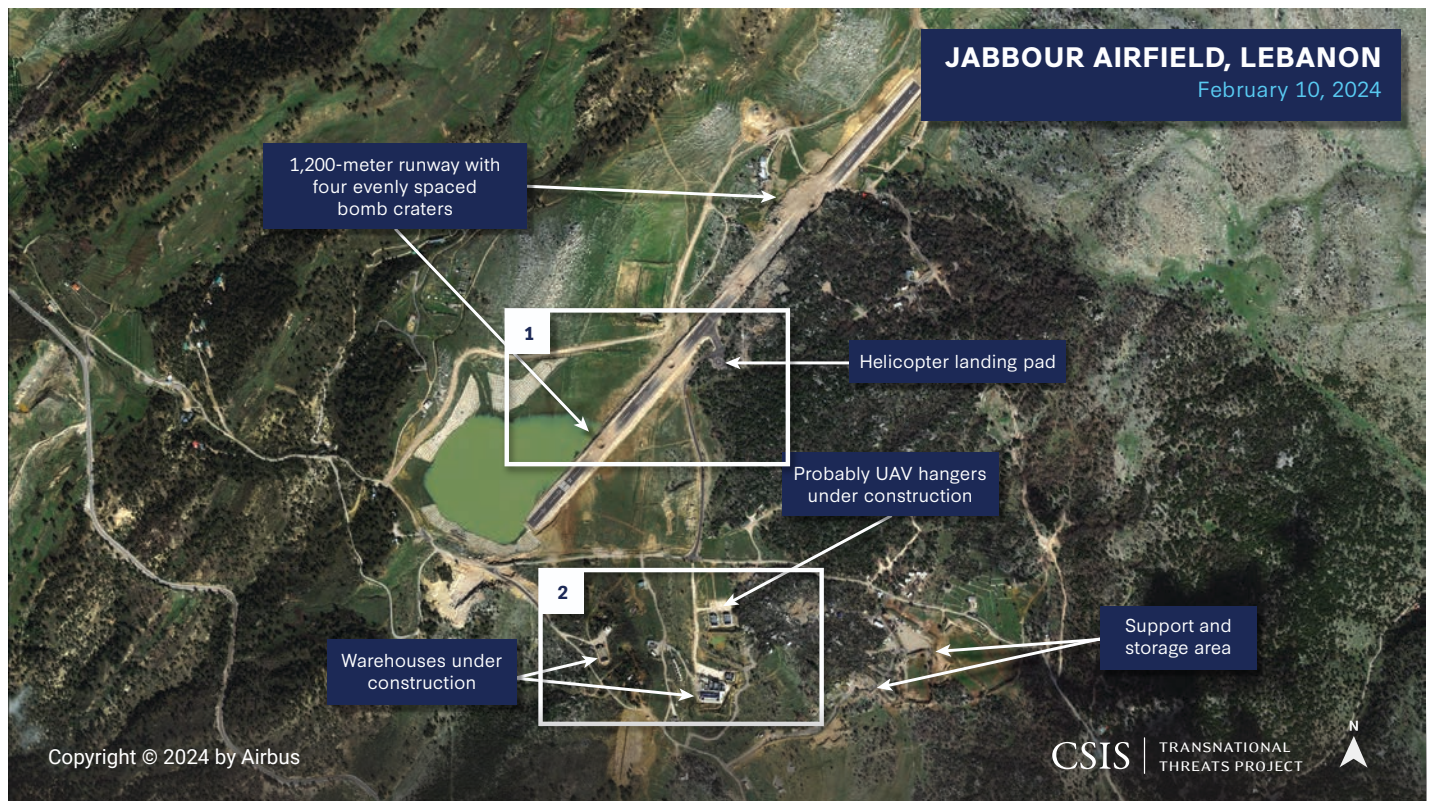 JABBOUR AIRFIELD, LEBANON
February 10, 2024
1,200-meter runway with
four evenly spaced
bomb craters
1
Helicopter landing pad
Probably UAV hangers
under construction
2
Warehouses under
construction
Support and
storage area
Copyright © 2024 by Airbus
CSIS
TRANSNATIONAL
THREATS PROJECT
N